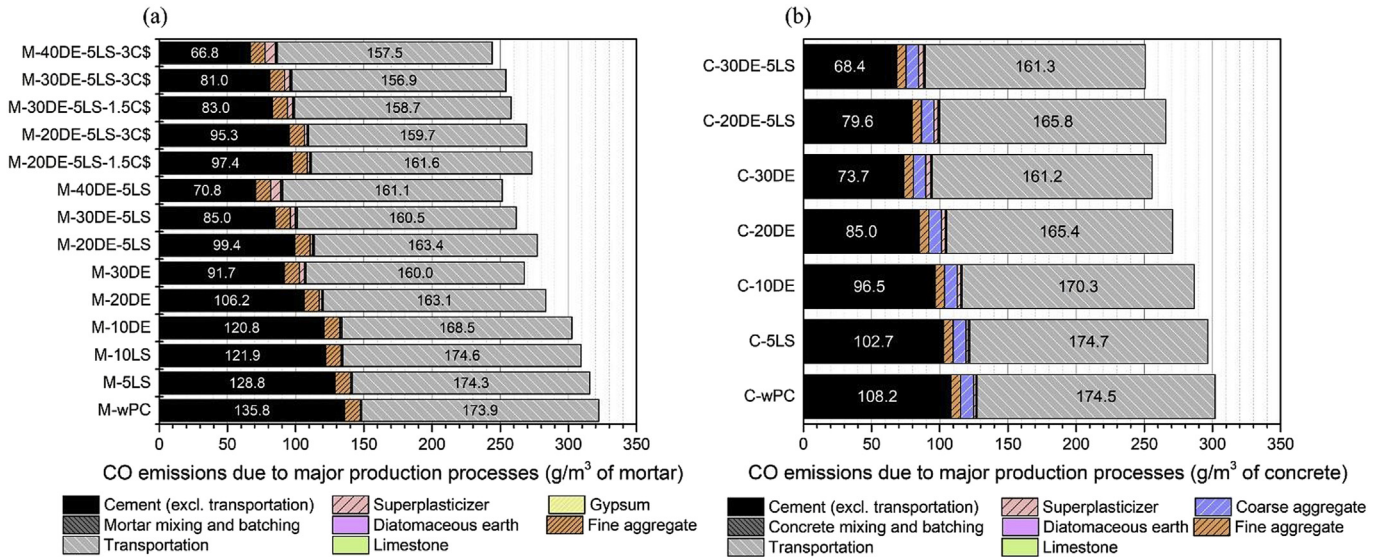 (a)
M-40DE-5LS-3C$ 66.8 157.5
M-30DE-5LS-3C$ 81.0 156.9
M-30DE-5LS-1.5C$ 83.0 158.7
M-20DE-5LS-3C$ 95.3 159.7
M-20DE-5LS-1.5C$ 97.4 161.6
M-40DE-5LS 70.8 161.1
M-30DE-5LS 85.0 160.5
M-20DE-5LS 99.4 163.4
M-30DE 91.7 160.0
M-20DE 106.2 163.1
M-10DE 120.8 168.5
M-10LS 121.9 174.6
M-5LS 128.8 174.3
M-wPC 135.8 173.9
0 50 100 150 200 250 300 350
CO emissions due to major production processes (g/m³ of mortar)
Cement (excl. transportation) Superplasticizer Gypsum
Mortar mixing and batching Diatomaceous earth Fine aggregate
Transportation Limestone
(b)
C-30DE-5LS 68.4 161.3
C-20DE-5LS 79.6 165.8
C-30DE 73.7 161.2
C-20DE 85.0 165.4
C-10DE 96.5 170.3
C-5LS 102.7 174.7
C-wPC 108.2 174.5
0 50 100 150 200 250 300 350
CO emissions due to major production processes (g/m³ of concrete)
Cement (excl. transportation) Superplasticizer Coarse aggregate
Concrete mixing and batching Diatomaceous earth Fine aggregate
Transportation Limestone